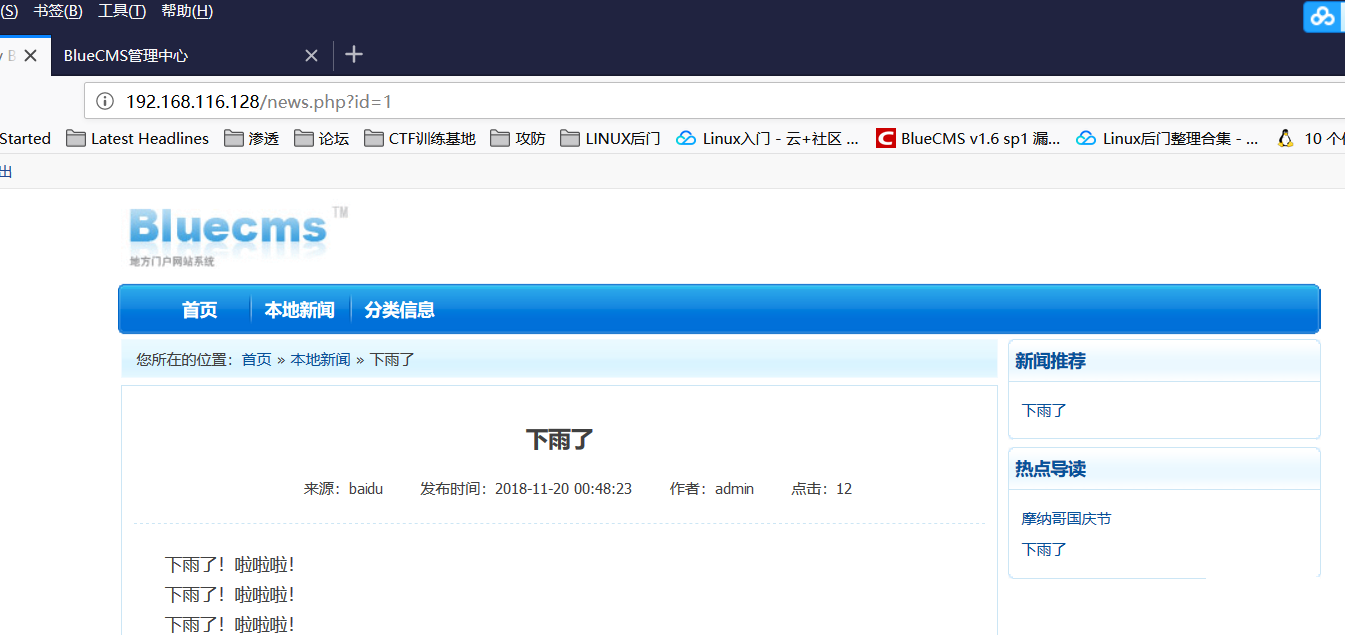 (S) 书签(B) 工具(T) 帮助(H)
BlueCMS管理中心
192.168.116.128/news.php?id=1
Started Latest Headlines 渗透 论坛 CTF训练基地 攻防 LINUX后门 Linux入门 - 云+社区 ... BlueCMS v1.6 sp1 漏... Linux后门整理合集 - ... 10 个
出
Bluecms TM
地方门户网站系统
首页 本地新闻 分类信息
您所在的位置：首页 » 本地新闻 » 下雨了
下雨了
来源：baidu 发布时间：2018-11-20 00:48:23 作者：admin 点击：12
下雨了！啦啦啦！
下雨了！啦啦啦！
下雨了！啦啦啦！
新闻推荐
下雨了
热点导读
摩纳哥国庆节
下雨了